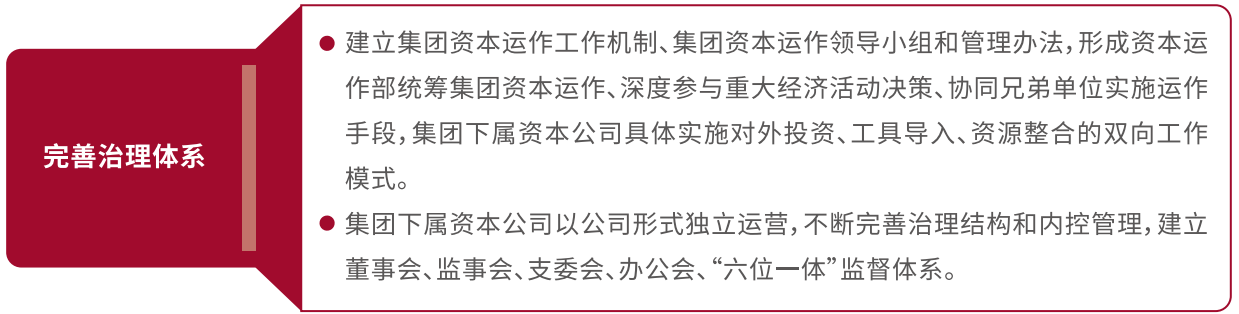 完善治理体系
● 建立集团资本运作工作机制、集团资本运作领导小组和管理办法，形成资本运
作部统筹集团资本运作、深度参与重大经济活动决策、协同兄弟单位实施运作
手段，集团下属资本公司具体实施对外投资、工具导入、资源整合的双向工作
模式。
● 集团下属资本公司以公司形式独立运营，不断完善治理结构和内控管理，建立
董事会、监事会、支委会、办公会、“六位一体”监督体系。